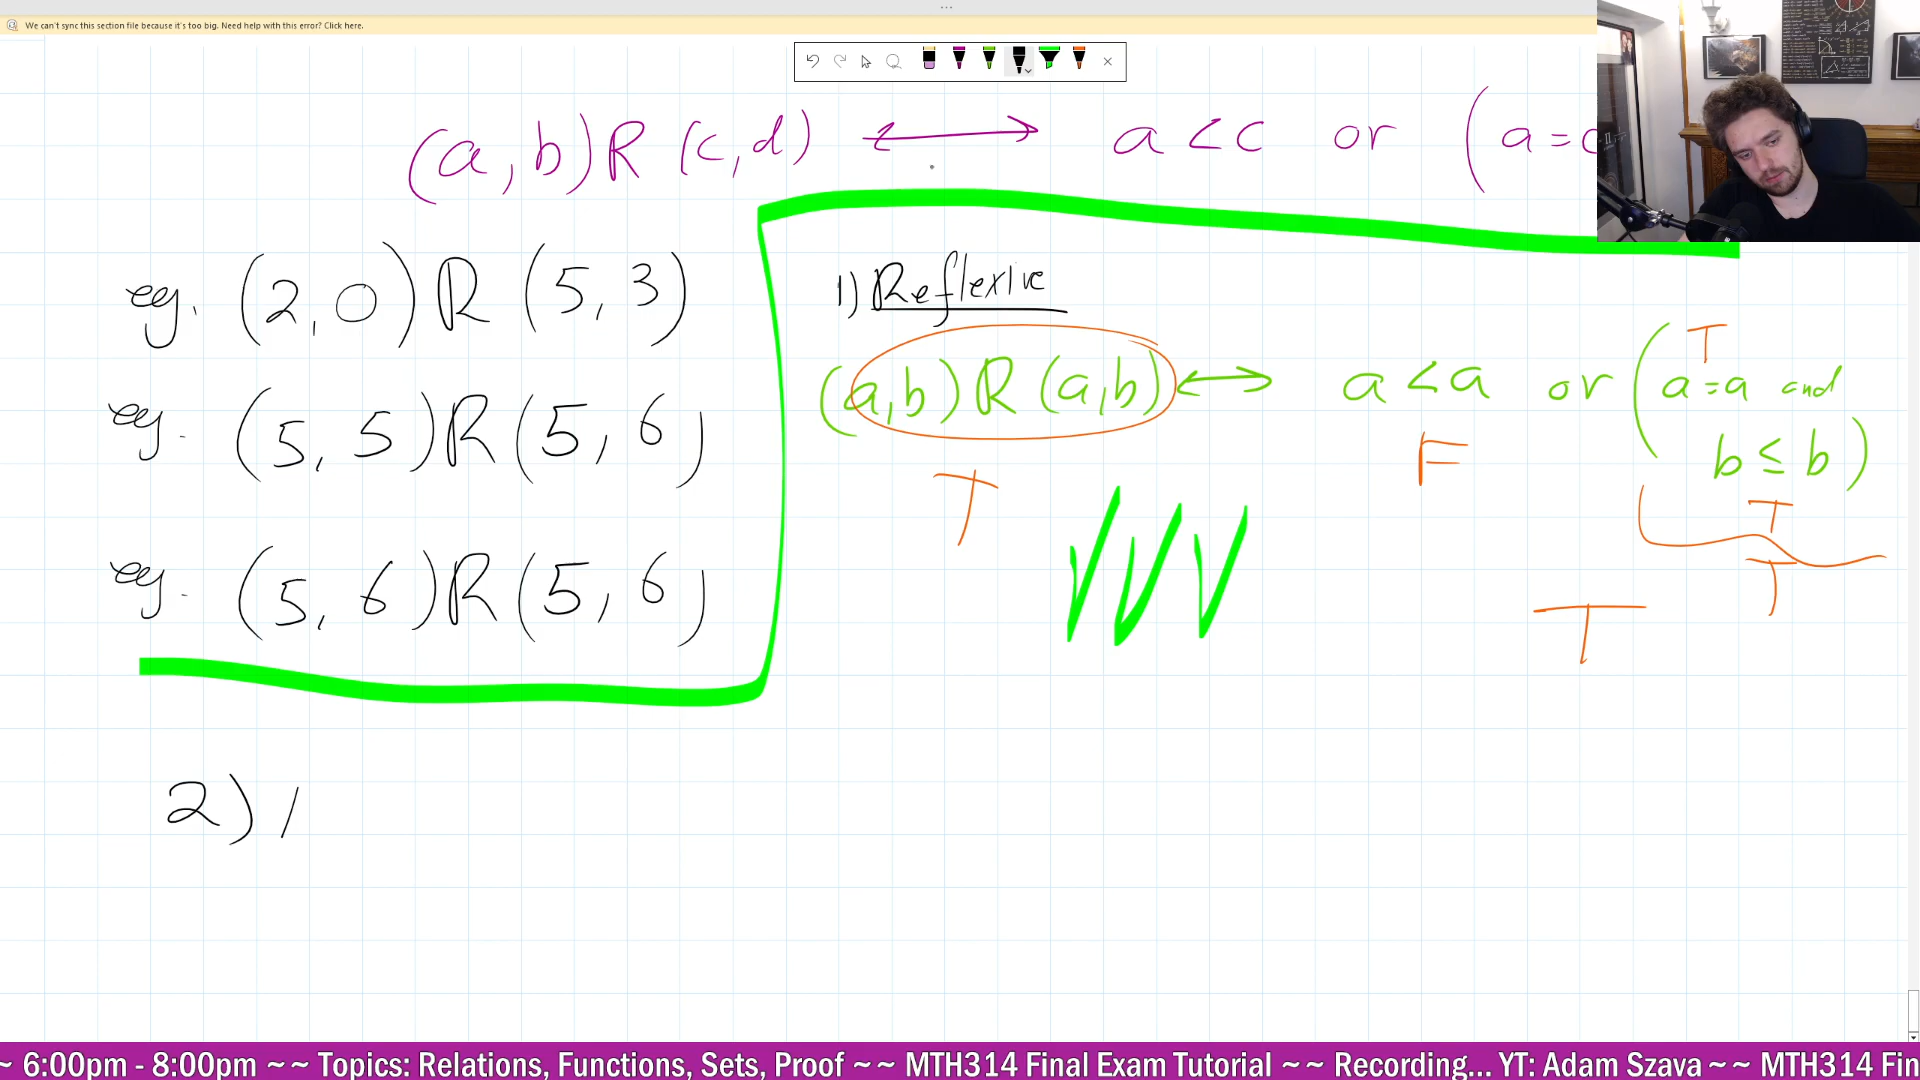 We can't sync this section file because it's too big. Need help with this error? Click here.
(a,b)R(c,d) ⟷ a<c or (a=c
eg. (2,0)R(5,3)
1) Reflexive
(a,b)R(a,b) ⟷ a<a or (a=a and
T
eg. (5,5)R(5,6)
b≤b)
T
F
T
T
eg. (5,6)R(5,6)
T
2)
~ 6:00pm - 8:00pm ~~ Topics: Relations, Functions, Sets, Proof ~~ MTH314 Final Exam Tutorial ~~ Recording... YT: Adam Szava ~~ MTH314 Fin